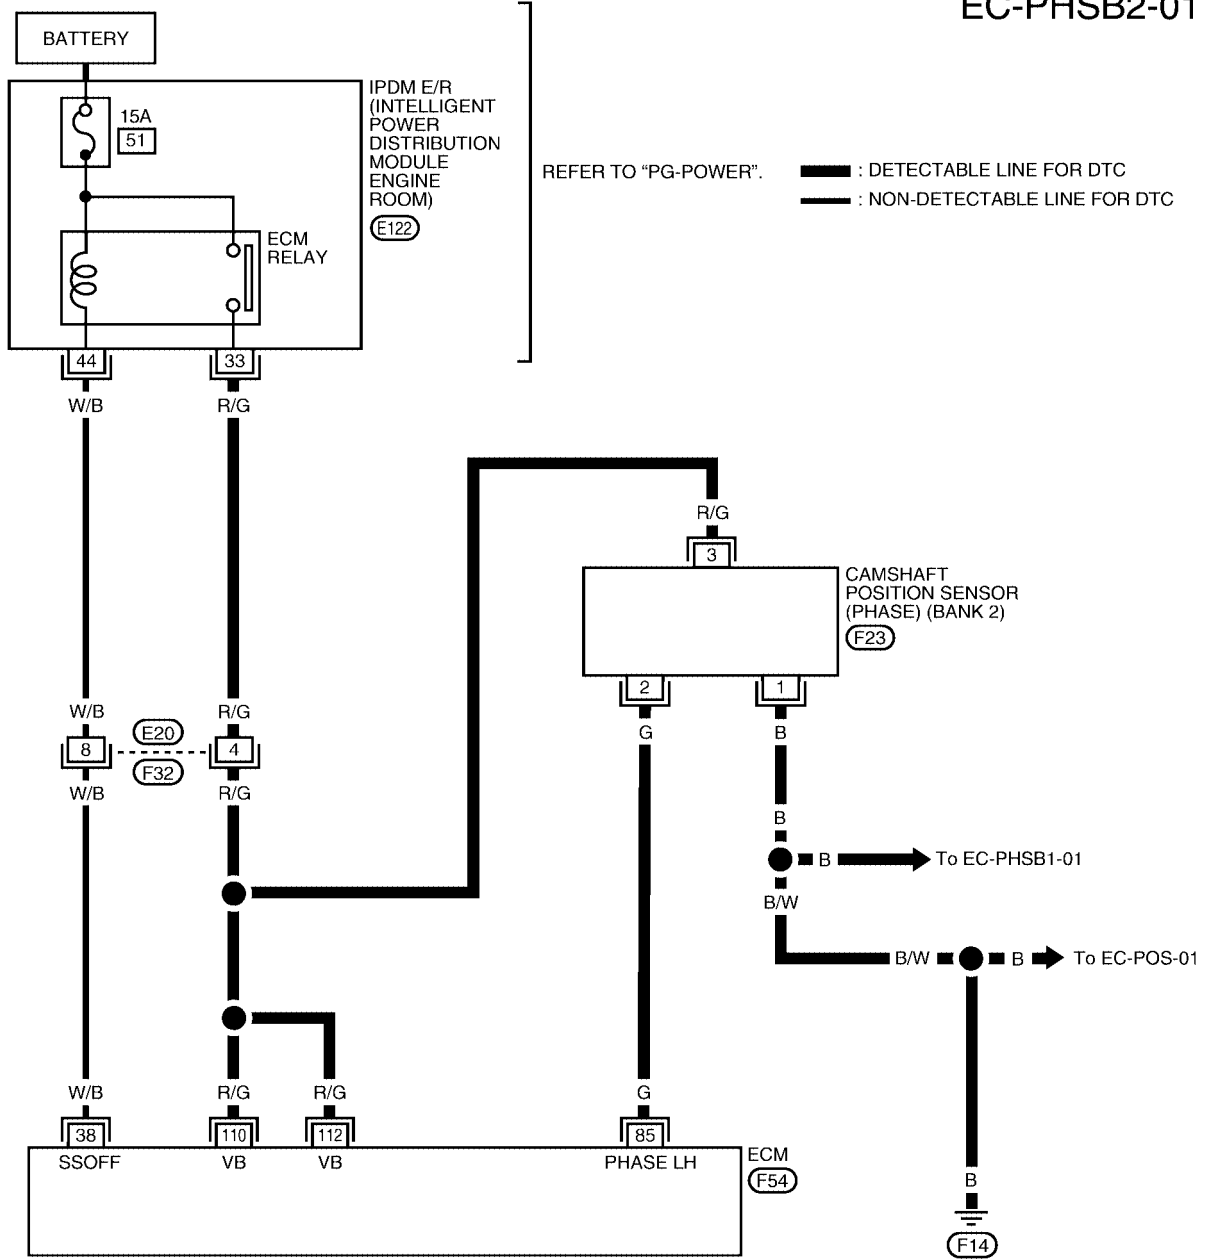 EC-PHSB2-01
BATTERY
15A
51
IPDM E/R
(INTELLIGENT
POWER
DISTRIBUTION
MODULE
ENGINE
ROOM)
E122
REFER TO “PG-POWER”.
: DETECTABLE LINE FOR DTC
: NON-DETECTABLE LINE FOR DTC
ECM
RELAY
44
33
W/B
R/G
R/G
3
CAMSHAFT
POSITION SENSOR
(PHASE) (BANK 2)
F23
2
1
G
B
W/B
R/G
E20
8
4
F32
W/B
R/G
B
B
To EC-PHSB1-01
B/W
B/W
B
To EC-POS-01
W/B
R/G
R/G
G
38
110
112
85
SSOFF
VB
VB
PHASE LH
ECM
F54
B
F14